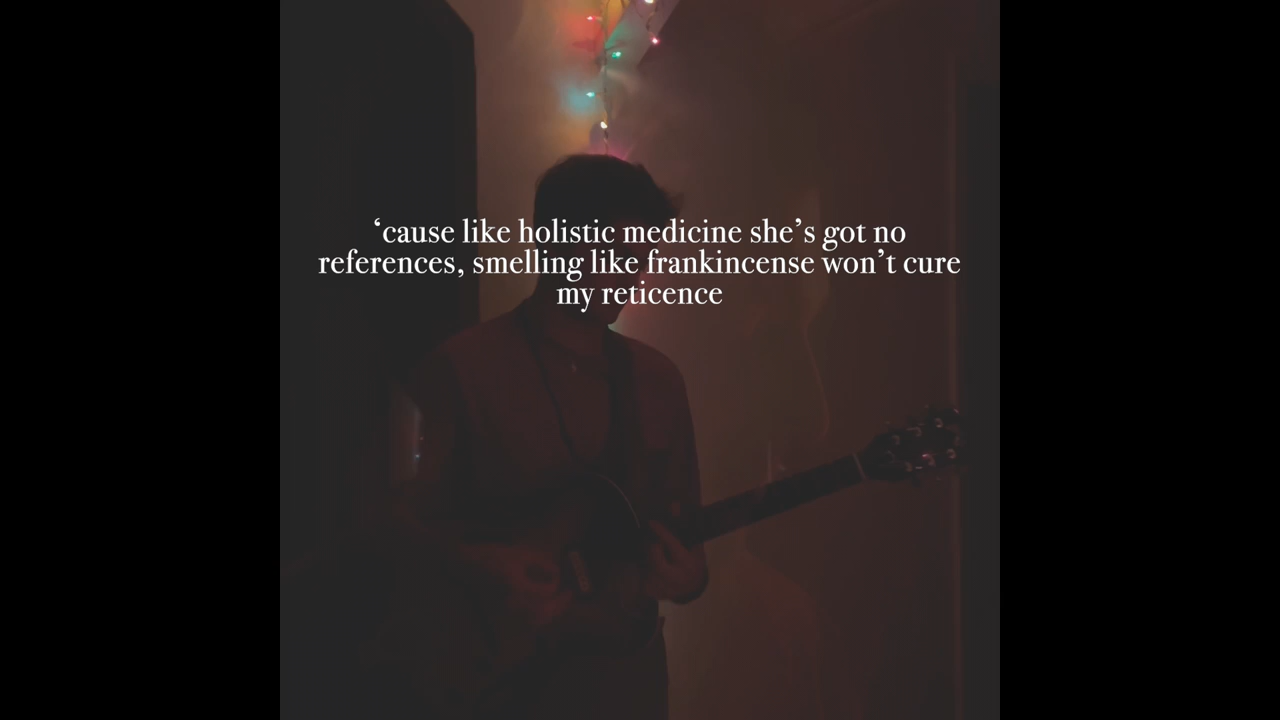 ‘cause like holistic medicine she’s got no
references, smelling like frankincense won’t cure
my reticence